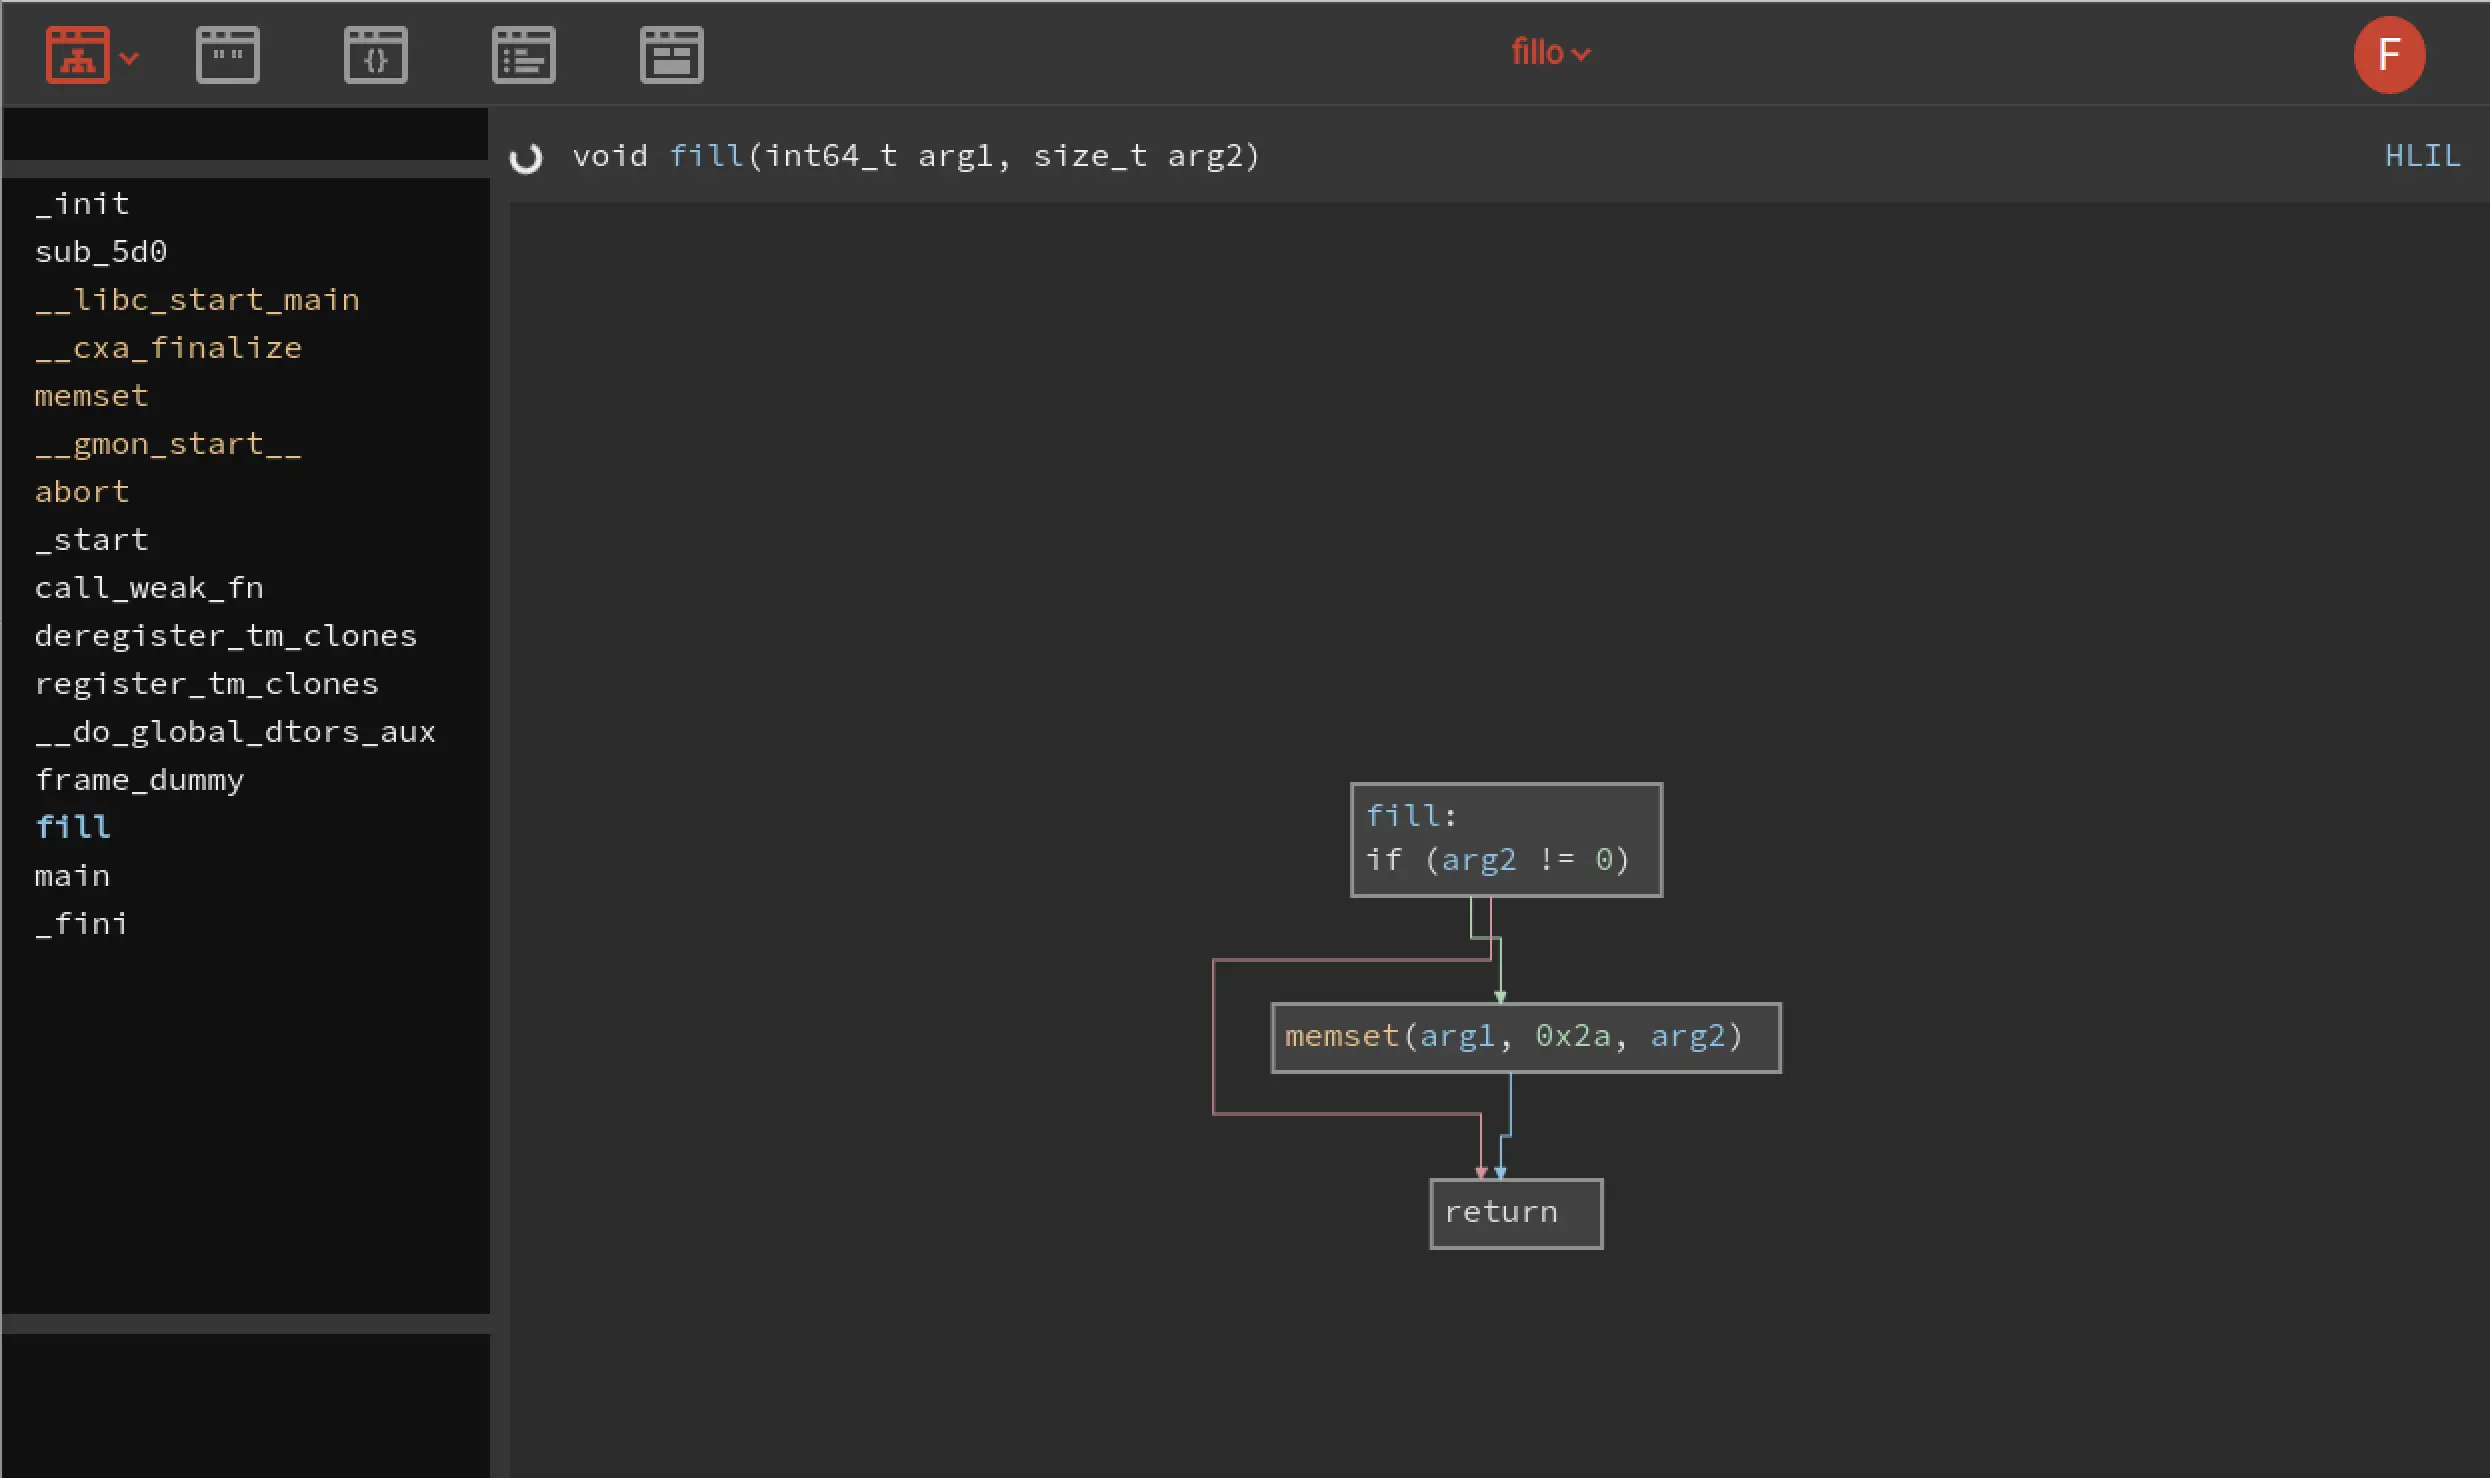 " "
{}
fillo
F
void fill(int64_t arg1, size_t arg2)
HLIL
_init
sub_5d0
__libc_start_main
__cxa_finalize
memset
__gmon_start__
abort
_start
call_weak_fn
deregister_tm_clones
register_tm_clones
__do_global_dtors_aux
frame_dummy
fill
main
_fini
fill:
if (arg2 != 0)
memset(arg1, 0x2a, arg2)
return